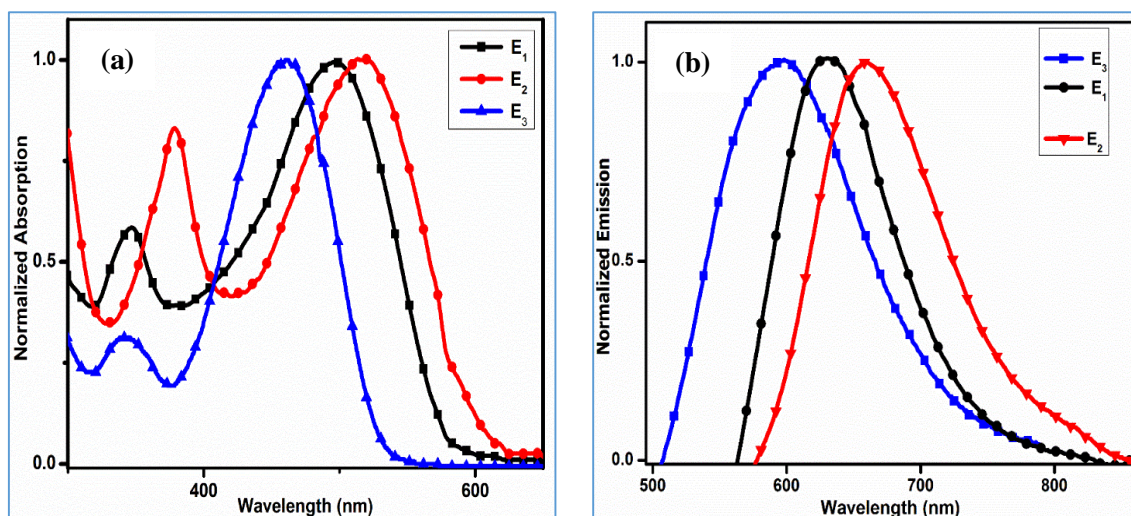 (a)
E1
E2
E3
Normalized Absorption
1.0
0.5
0.0
400
600
Wavelength (nm)
(b)
E3
E1
E2
Normalized Emission
1.0
0.5
0.0
500
600
700
800
Wavelength (nm)